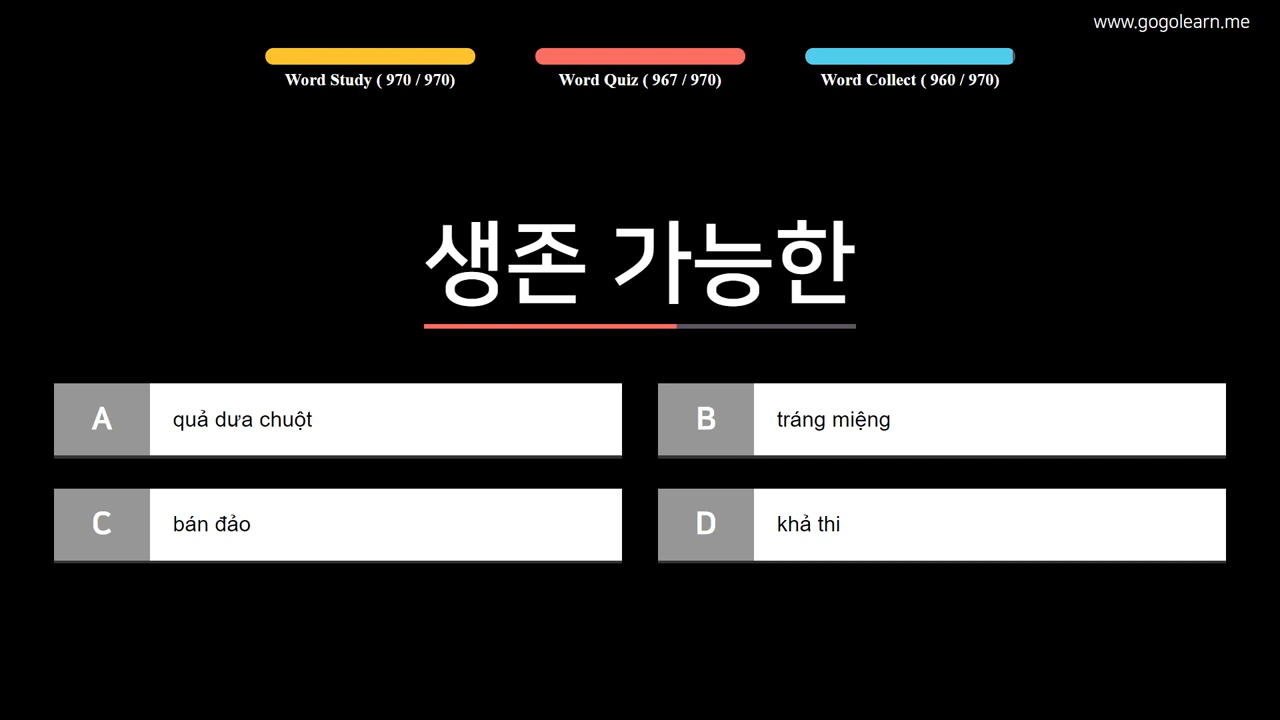 www.gogolearn.me
Word Study ( 970 / 970)
Word Quiz ( 967 / 970)
Word Collect ( 960 / 970)
생존 가능한
A quả dưa chuột
B tráng miệng
C bán đảo
D khả thi